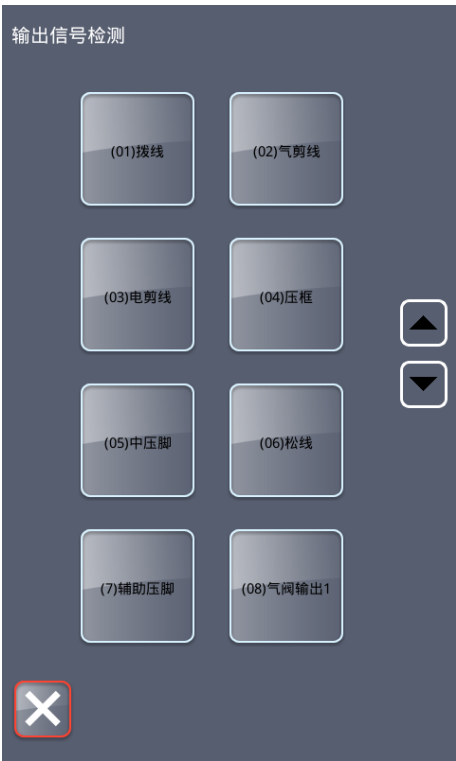 输出信号检测
(01)拨线
(02)气剪线
(03)电剪线
(04)压框
(05)中压脚
(06)松线
(7)辅助压脚
(08)气阀输出1